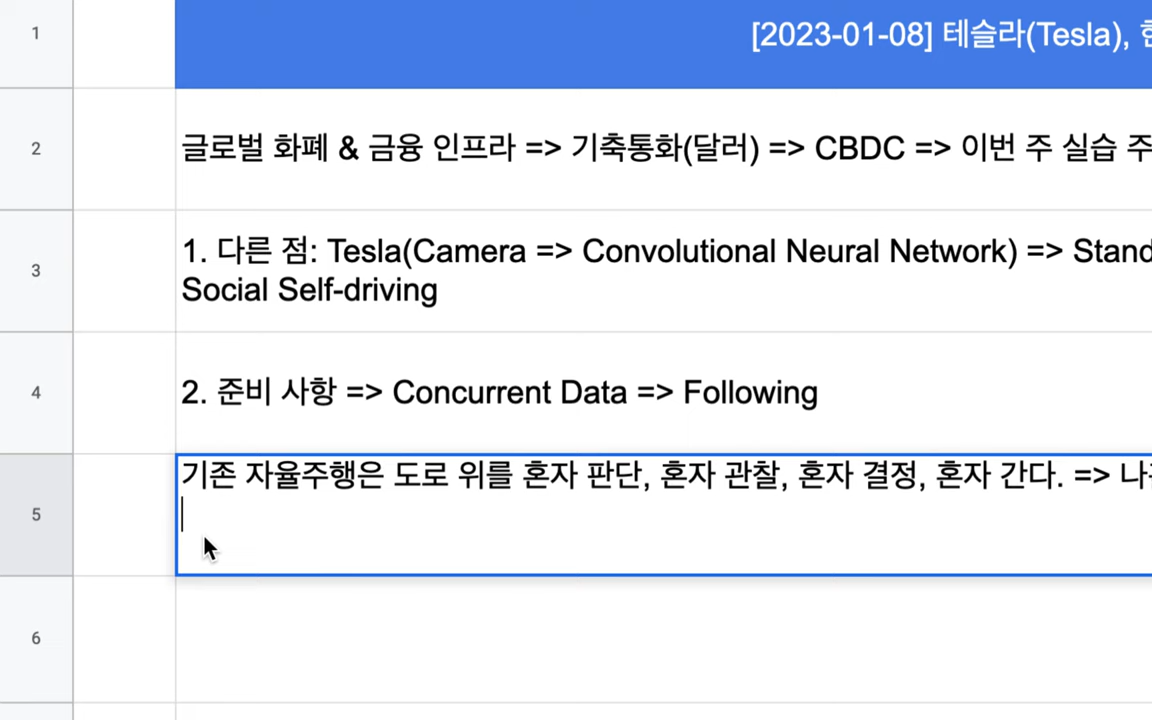 1
[2023-01-08] 테슬라(Tesla),
2
글로벌 화폐 & 금융 인프라 => 기축통화(달러) => CBDC => 이번 주 실습 주
3
1. 다른 점: Tesla(Camera => Convolutional Neural Network) => Stand
Social Self-driving
4
2. 준비 사항 => Concurrent Data => Following
5
기존 자율주행은 도로 위를 혼자 판단, 혼자 관찰, 혼자 결정, 혼자 간다. => 나
6